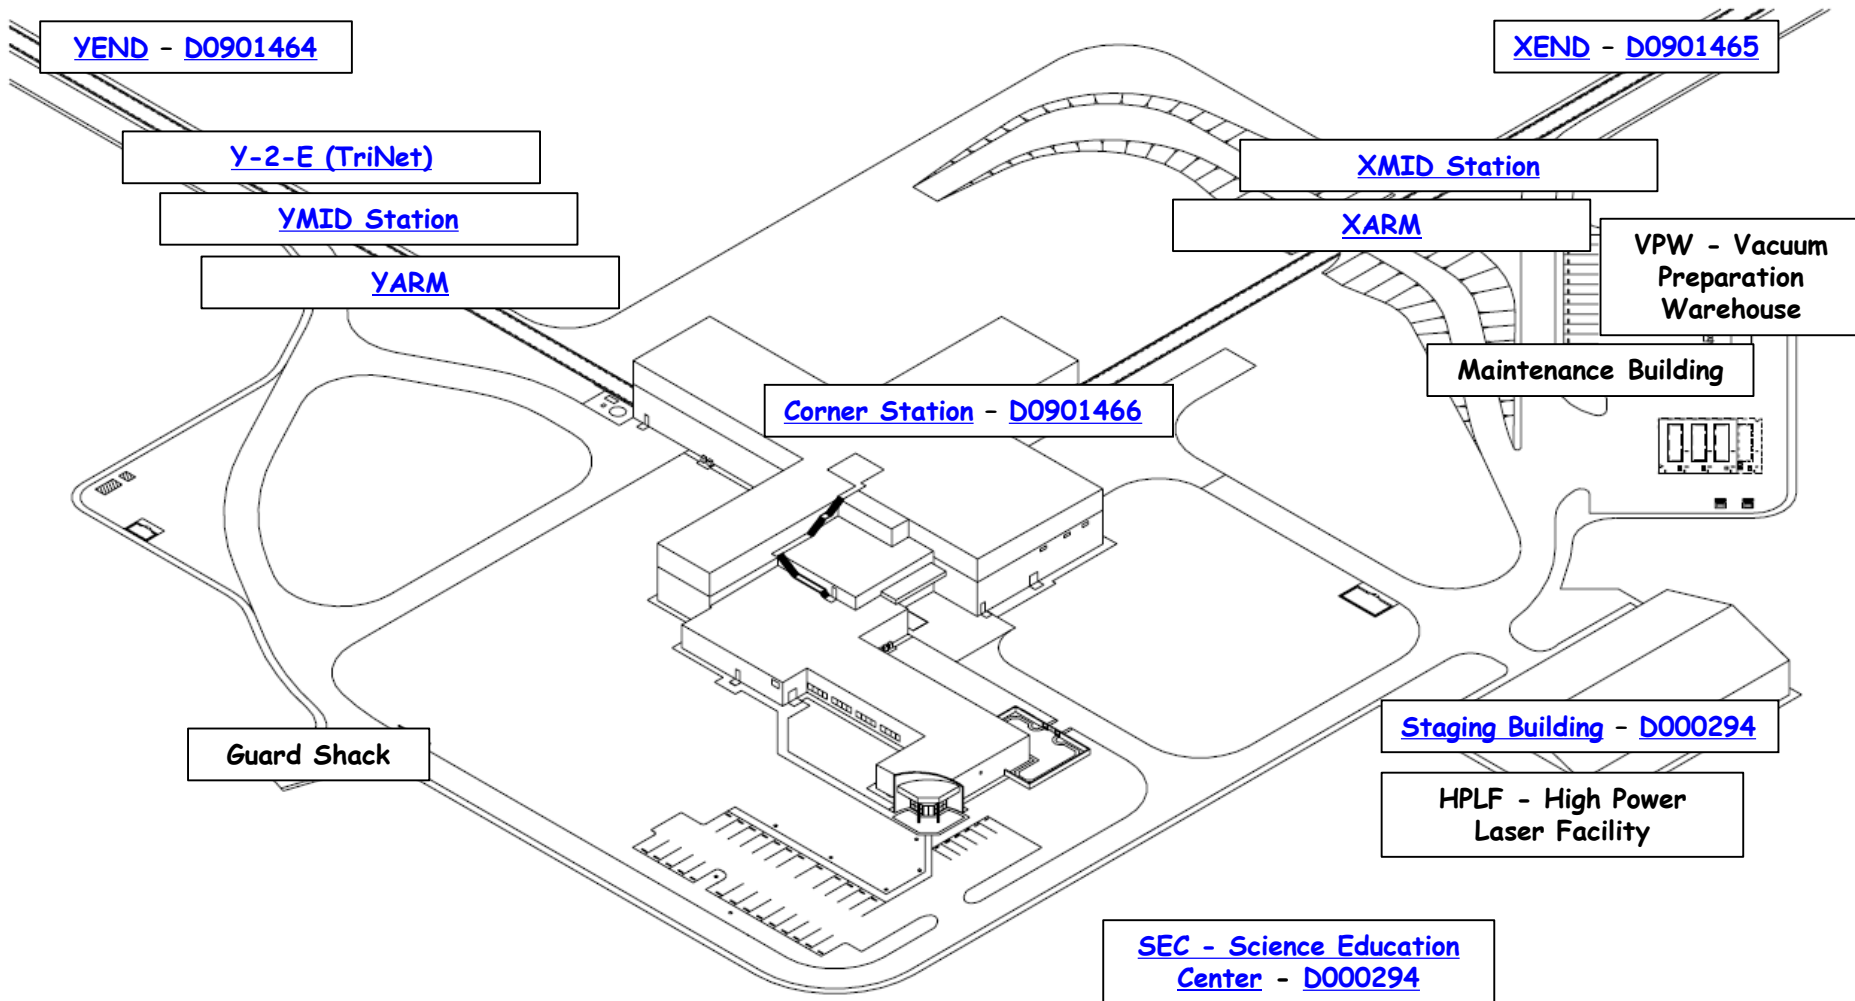 YEND - D0901464
XEND - D0901465
Y-2-E (TriNet)
XMID Station
YMID Station
XARM
VPW - Vacuum
Preparation
Warehouse
YARM
Maintenance Building
Corner Station - D0901466
Guard Shack
Staging Building - D000294
HPLF - High Power
Laser Facility
SEC - Science Education
Center - D000294